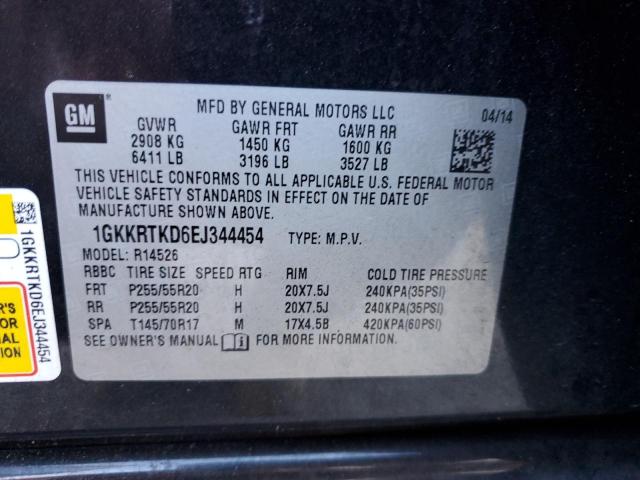 GM
MFD BY GENERAL MOTORS LLC 04/14
GVWR GAWR FRT GAWR RR
2908 KG 1450 KG 1600 KG
6411 LB 3196 LB 3527 LB
THIS VEHICLE CONFORMS TO ALL APPLICABLE U.S. FEDERAL MOTOR
VEHICLE SAFETY STANDARDS IN EFFECT ON THE DATE OF
MANUFACTURE SHOWN ABOVE.
1GKKRTKD6EJ344454 TYPE: M.P.V.
MODEL: R14526
RBBC TIRE SIZE SPEED RTG RIM COLD TIRE PRESSURE
FRT P255/55R20 H 20X7.5J 240KPA(35PSI)
RR P255/55R20 H 20X7.5J 240KPA(35PSI)
SPA T145/70R17 M 17X4.5B 420KPA(60PSI)
SEE OWNER'S MANUAL i FOR MORE INFORMATION.
1GKKRTKD6EJ344454
R'S
FOR
NAL
TION